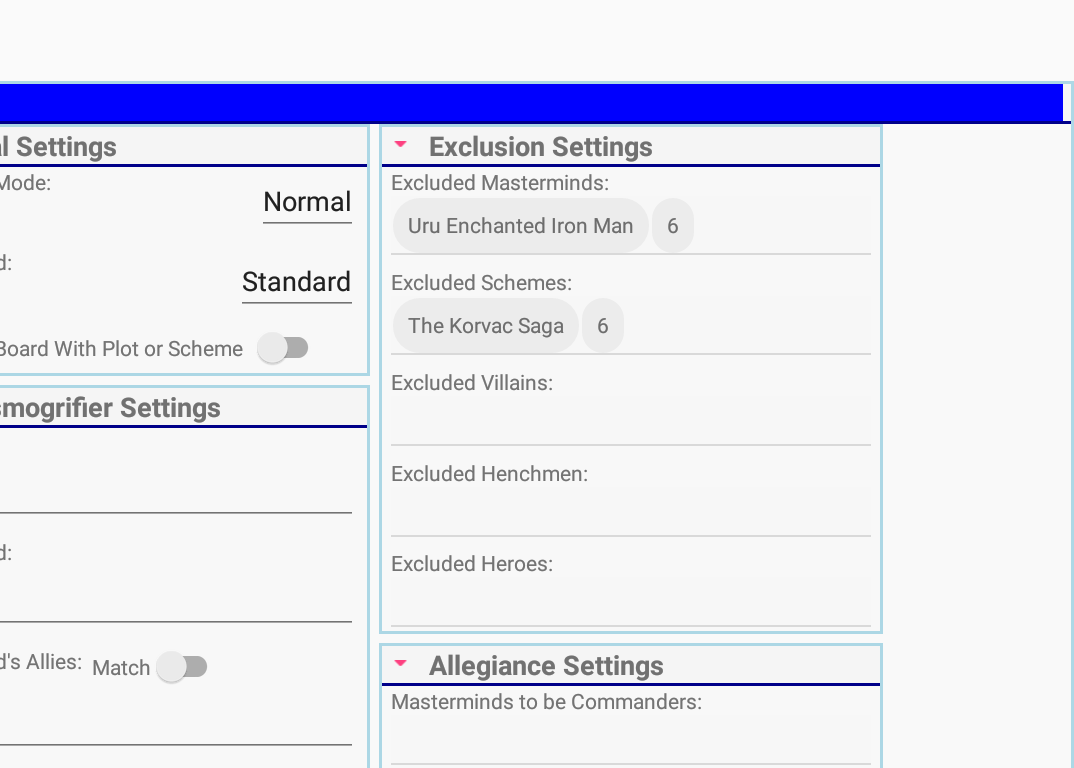 l Settings
Mode:
Normal
d:
Standard
Board With Plot or Scheme
smogrifier Settings
d:
d's Allies: Match
Exclusion Settings
Excluded Masterminds:
Uru Enchanted Iron Man 6
Excluded Schemes:
The Korvac Saga 6
Excluded Villains:
Excluded Henchmen:
Excluded Heroes:
Allegiance Settings
Masterminds to be Commanders: